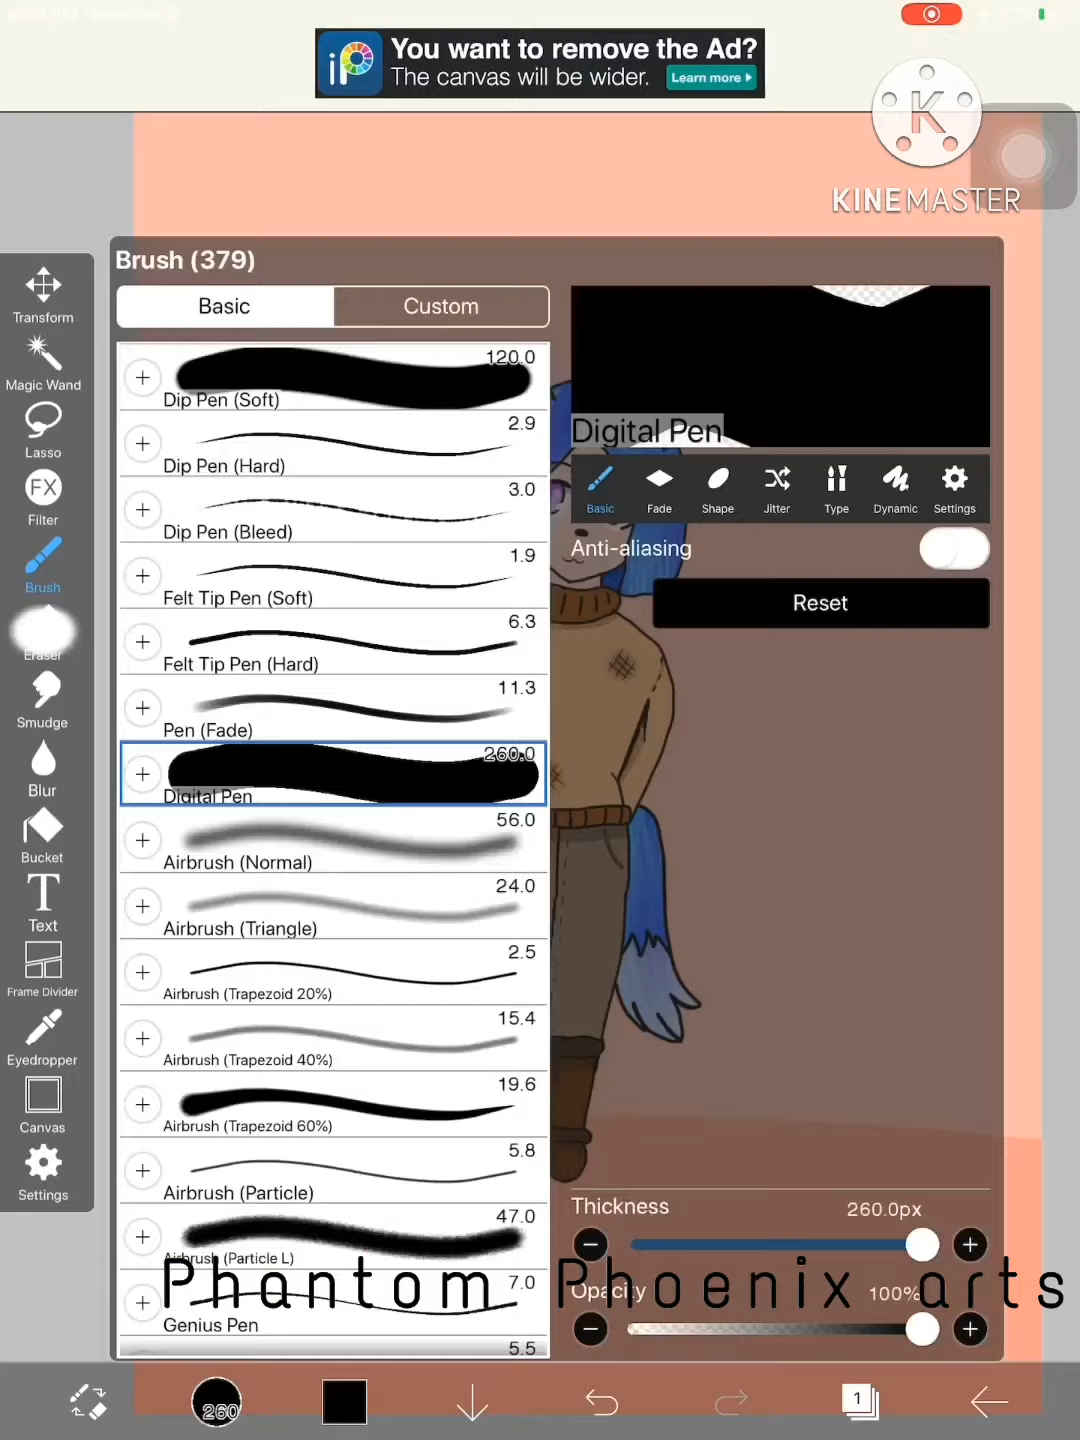 You want to remove the Ad?
The canvas will be wider. Learn more
iP
K
KINEMASTER
Brush (379)
Basic Custom
120.0
Dip Pen (Soft)
2.9
Dip Pen (Hard)
3.0
Dip Pen (Bleed)
1.9
Felt Tip Pen (Soft)
6.3
Felt Tip Pen (Hard)
11.3
Pen (Fade)
260.0
Digital Pen
56.0
Airbrush (Normal)
24.0
Airbrush (Triangle)
2.5
Airbrush (Trapezoid 20%)
15.4
Airbrush (Trapezoid 40%)
19.6
Airbrush (Trapezoid 60%)
5.8
Airbrush (Particle)
47.0
Airbrush (Particle L)
7.0
Genius Pen
5.5
Transform
Magic Wand
Lasso
FX
Filter
Brush
Eraser
Smudge
Blur
Bucket
T
Text
Frame Divider
Eyedropper
Canvas
Settings
Digital Pen
Basic Fade Shape Jitter Type Dynamic Settings
Anti-aliasing
Reset
Thickness 260.0px
Opacity 100%
Phantom Phoenix arts
260
1